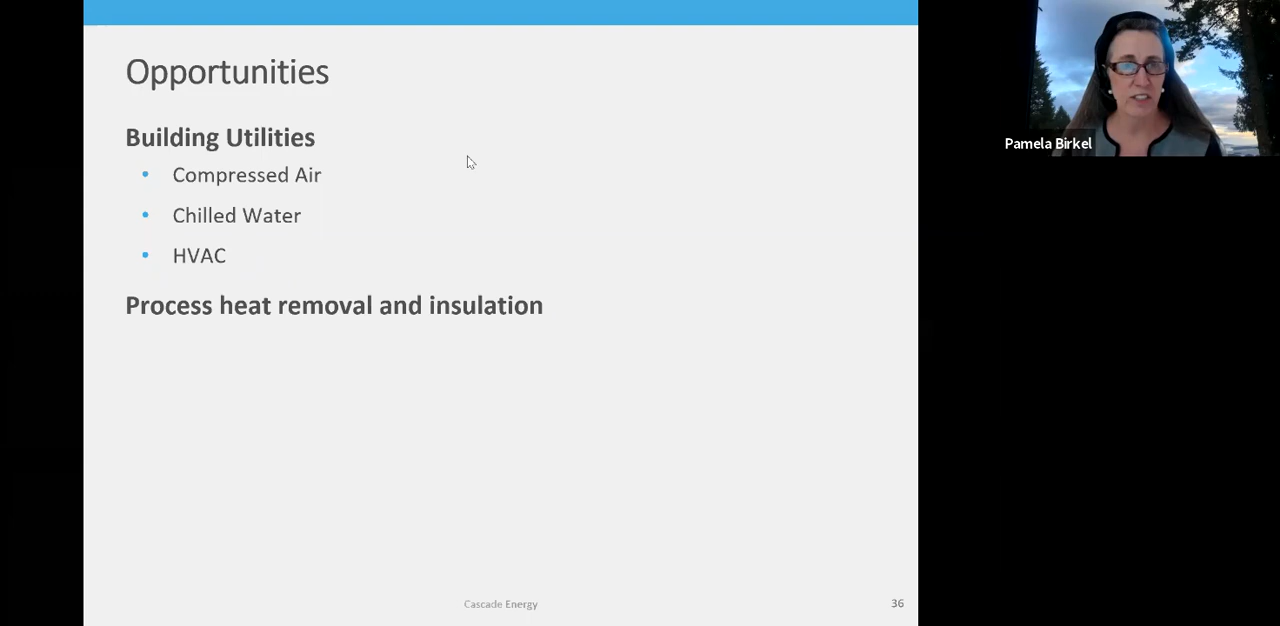 Opportunities
Building Utilities
• Compressed Air
• Chilled Water
• HVAC
Process heat removal and insulation
Cascade Energy
36
Pamela Birkel